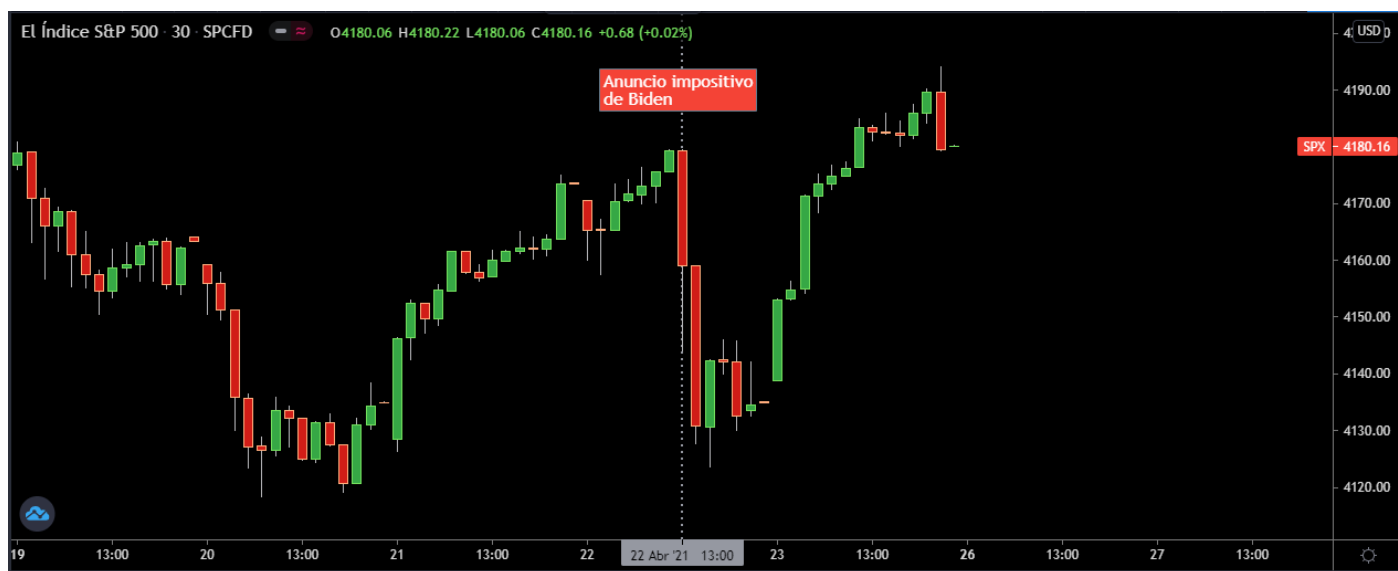 El Índice S&P 500 · 30 · SPCFD O4180.06 H4180.22 L4180.06 C4180.16 +0.68 (+0.02%)
USD
Anuncio impositivo
de Biden
4190.00
SPX 4180.16
4170.00
4160.00
4150.00
4140.00
4130.00
4120.00
19 13:00 20 13:00 21 13:00 22 22 Abr '21 13:00 23 13:00 26 13:00 27 13:00